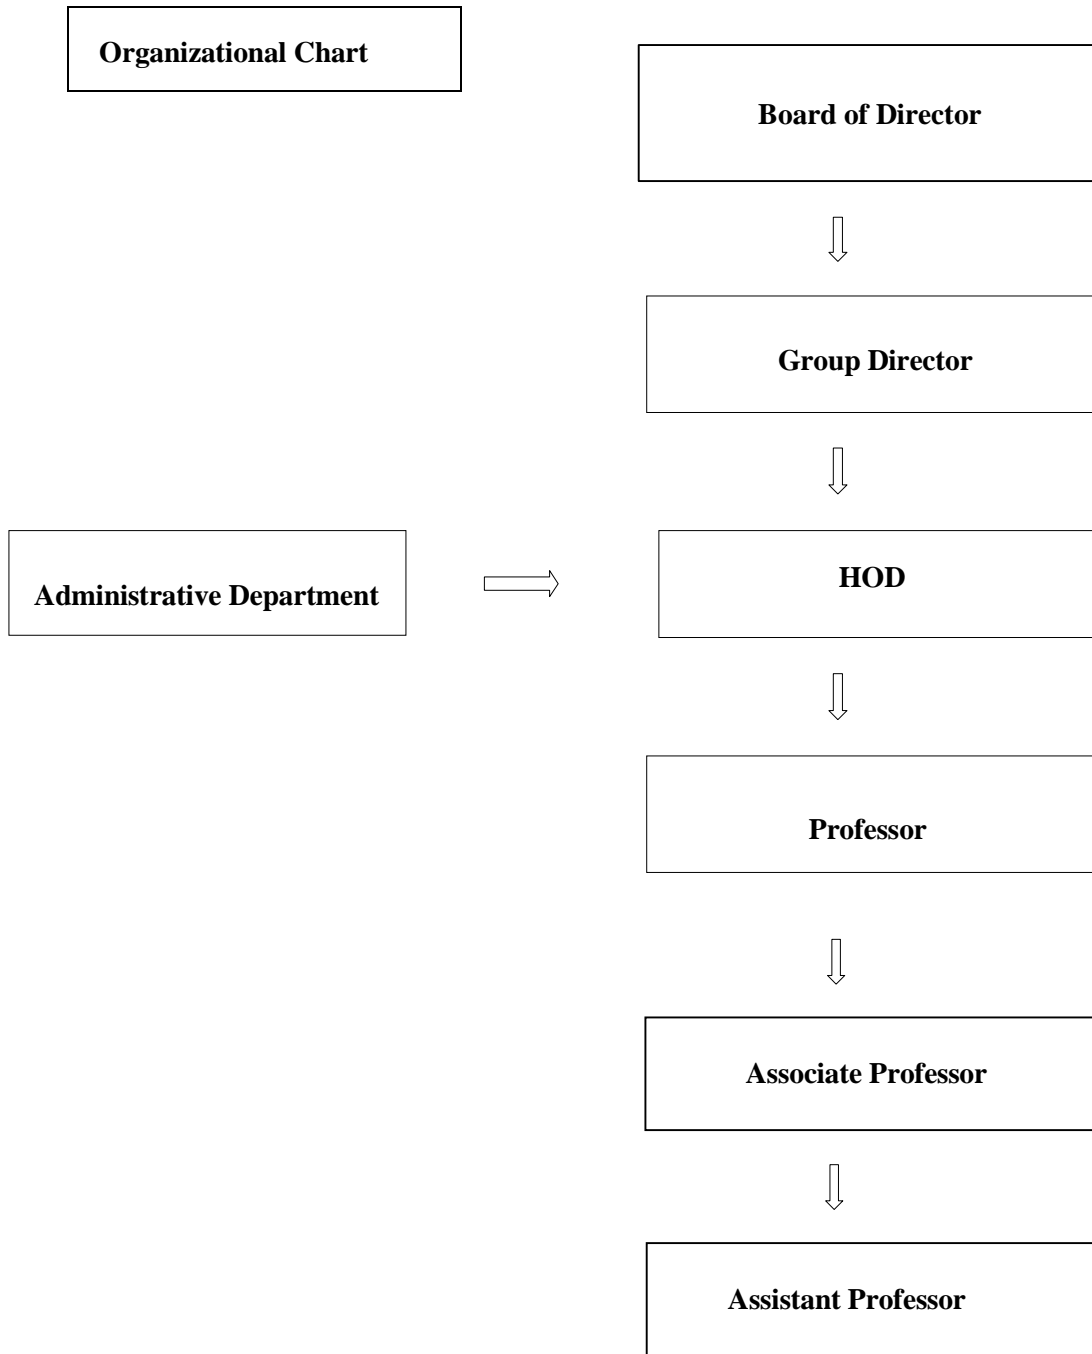 Organizational Chart
Board of Director
Group Director
Administrative Department
HOD
Professor
Associate Professor
Assistant Professor